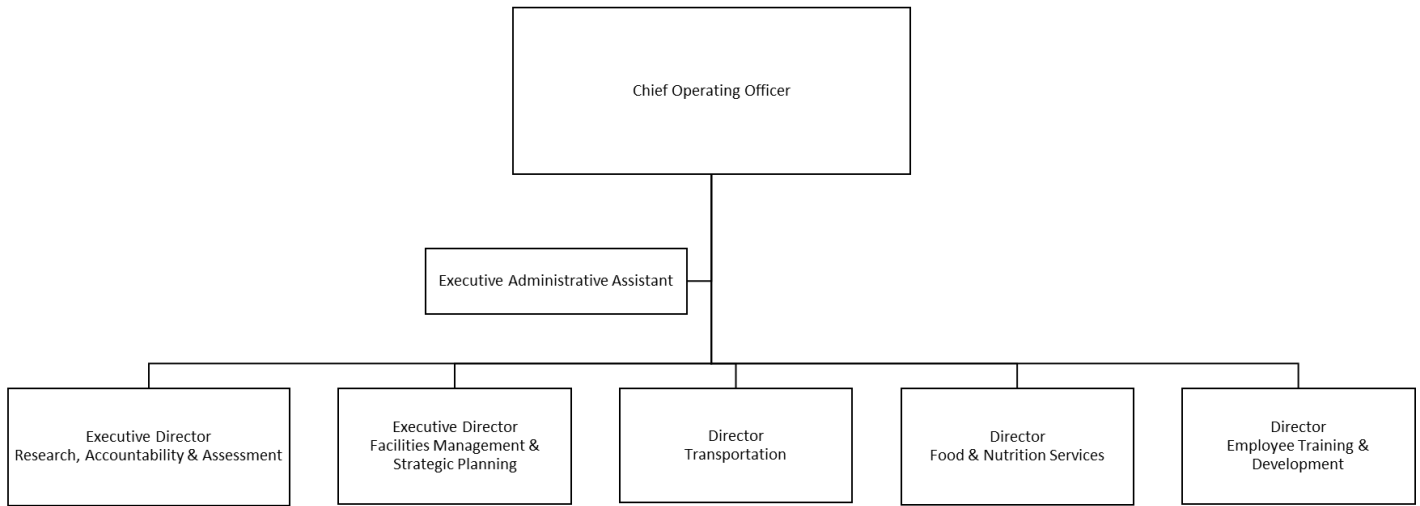 Chief Operating Officer
Executive Administrative Assistant
Executive Director
Research, Accountability & Assessment
Executive Director
Facilities Management &
Strategic Planning
Director
Transportation
Director
Food & Nutrition Services
Director
Employee Training &
Development